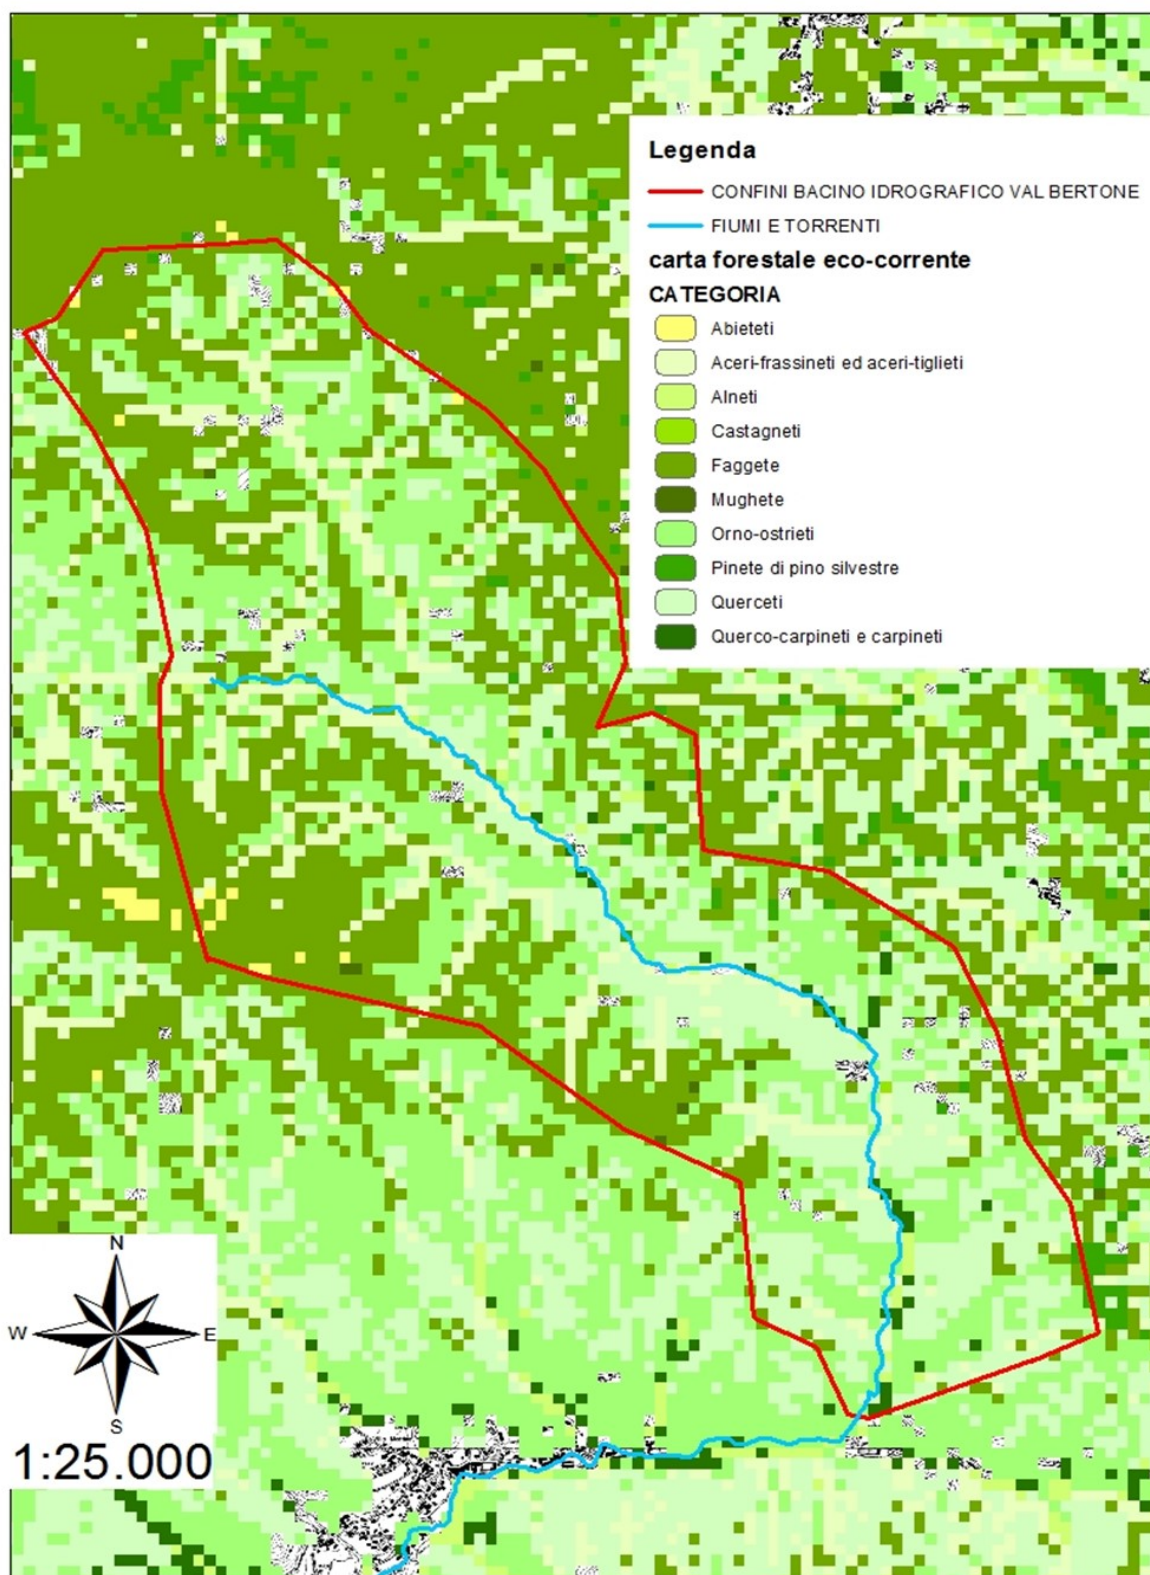 Legenda
CONFINI BACINO IDROGRAFICO VAL BERTONE
FIUMI E TORRENTI
carta forestale eco-corrente
CATEGORIA
Abieteti
Aceri-frassineti ed aceri-tiglieti
Alneti
Castagneti
Faggete
Mughete
Orno-ostrieti
Pinete di pino silvestre
Querceti
Querco-carpineti e carpineti
N
W E
S
1:25.000